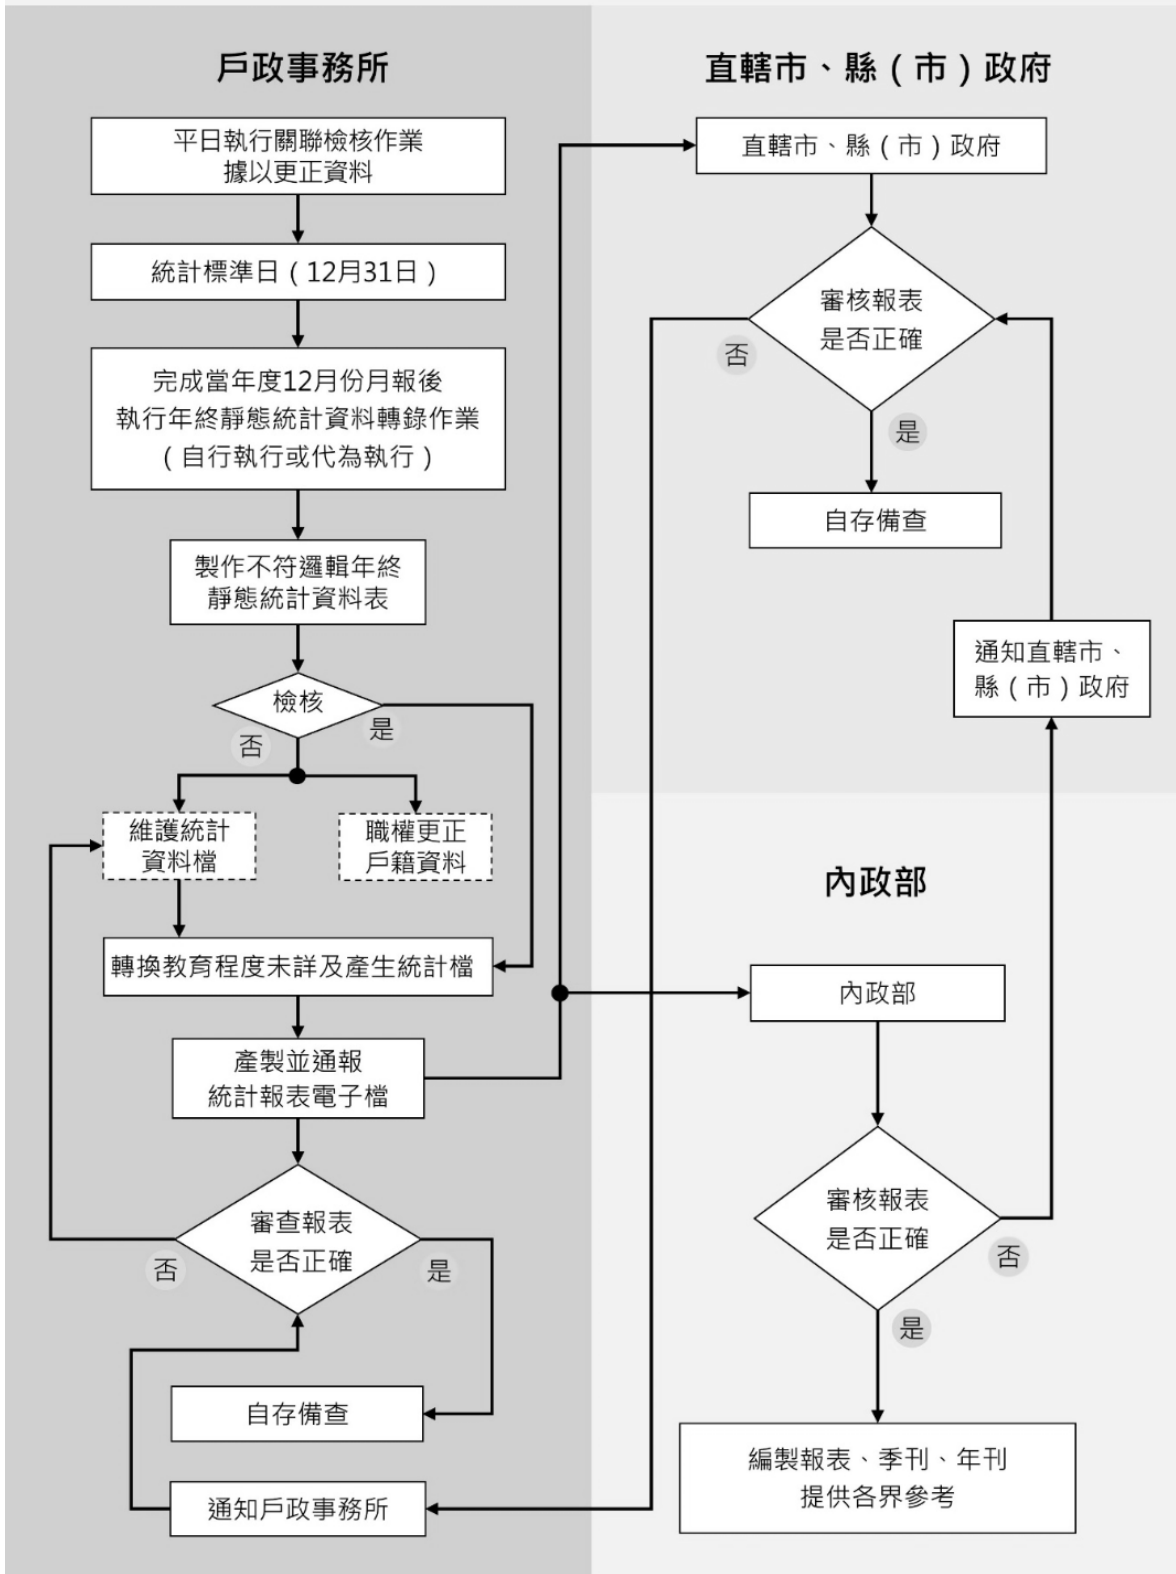 戶政事務所
平日執行關聯檢核作業
據以更正資料
統計標準日（12月31日）
完成當年度12月份月報後
執行年終靜態統計資料轉錄作業
（自行執行或代為執行）
製作不符邏輯年終
靜態統計資料表
檢核
否
是
維護統計
資料檔
職權更正
戶籍資料
轉換教育程度未詳及產生統計檔
產製並通報
統計報表電子檔
審查報表
是否正確
否
是
自存備查
通知戶政事務所
直轄市、縣（市）政府
直轄市、縣（市）政府
審核報表
是否正確
否
是
自存備查
通知直轄市、
縣（市）政府
內政部
內政部
審核報表
是否正確
否
是
編製報表、季刊、年刊
提供各界參考